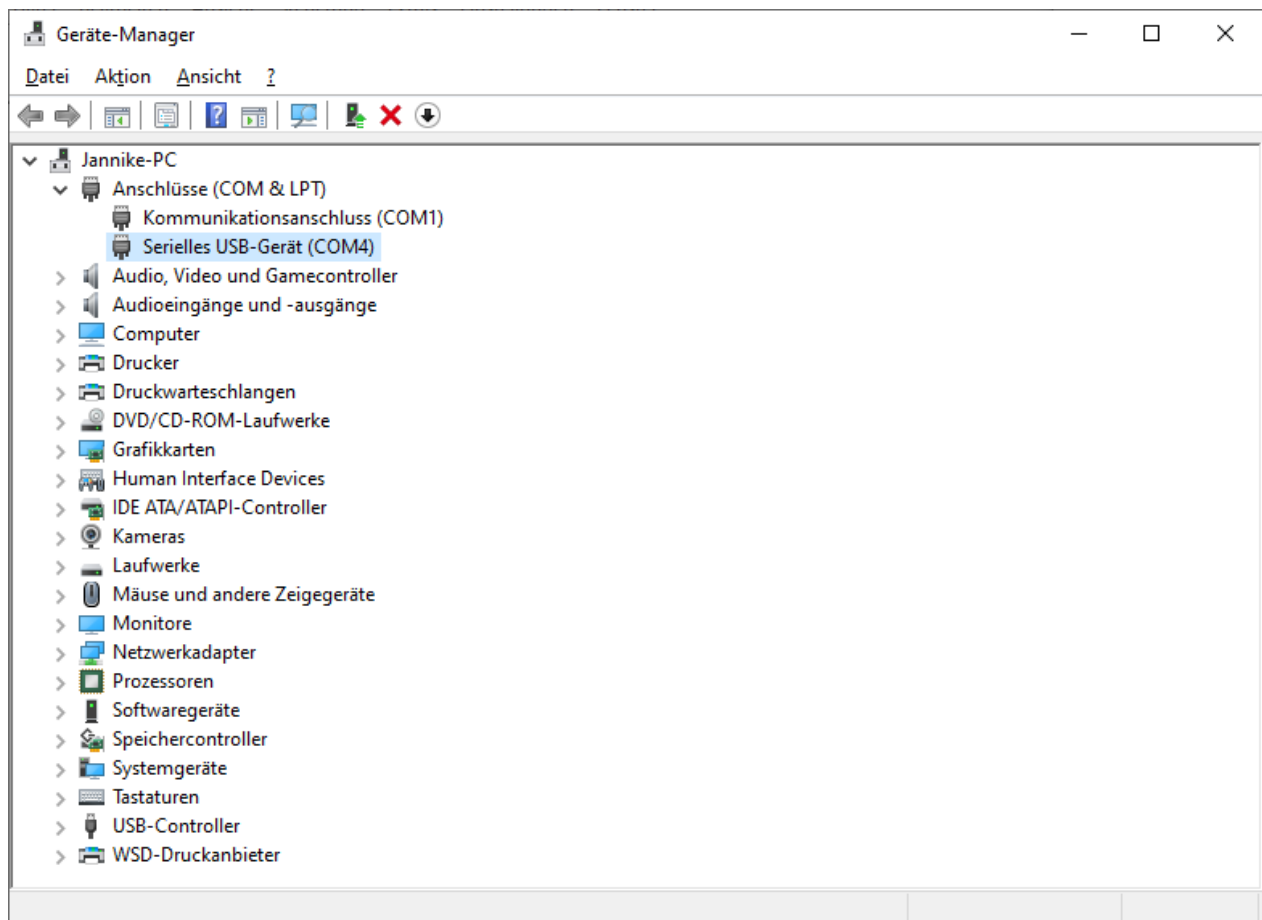 Geräte-Manager
Datei Aktion Ansicht ?
Jannike-PC
Anschlüsse (COM & LPT)
Kommunikationsanschluss (COM1)
Serielles USB-Gerät (COM4)
Audio, Video und Gamecontroller
Audioeingänge und -ausgänge
Computer
Drucker
Druckwarteschlangen
DVD/CD-ROM-Laufwerke
Grafikkarten
Human Interface Devices
IDE ATA/ATAPI-Controller
Kameras
Laufwerke
Mäuse und andere Zeigegeräte
Monitore
Netzwerkadapter
Prozessoren
Softwaregeräte
Speichercontroller
Systemgeräte
Tastaturen
USB-Controller
WSD-Druckanbieter